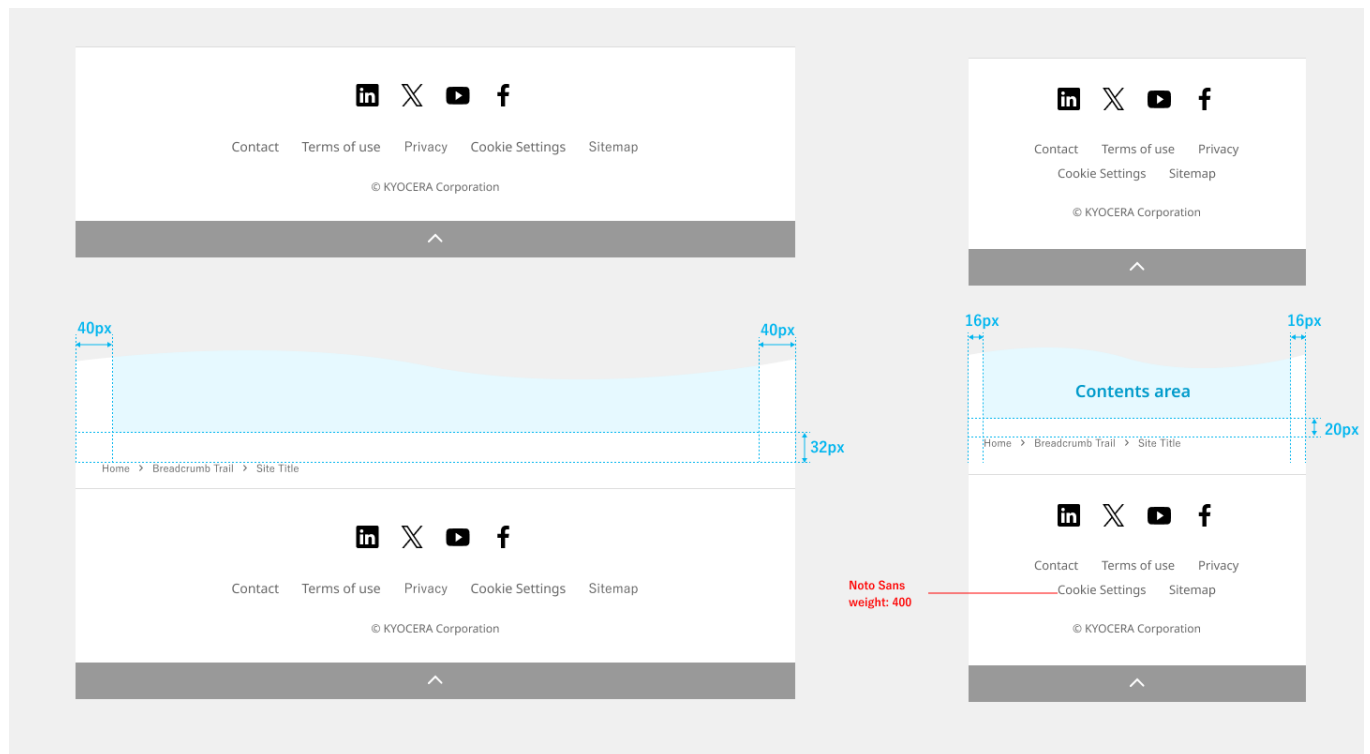 Contact Terms of use Privacy Cookie Settings Sitemap
© KYOCERA Corporation
Contact Terms of use Privacy
Cookie Settings Sitemap
© KYOCERA Corporation
40px
40px
32px
Home > Breadcrumb Trail > Site Title
Contact Terms of use Privacy Cookie Settings Sitemap
© KYOCERA Corporation
16px
16px
Contents area
20px
Home > Breadcrumb Trail > Site Title
Contact Terms of use Privacy
Noto Sans
weight: 400
Cookie Settings Sitemap
© KYOCERA Corporation